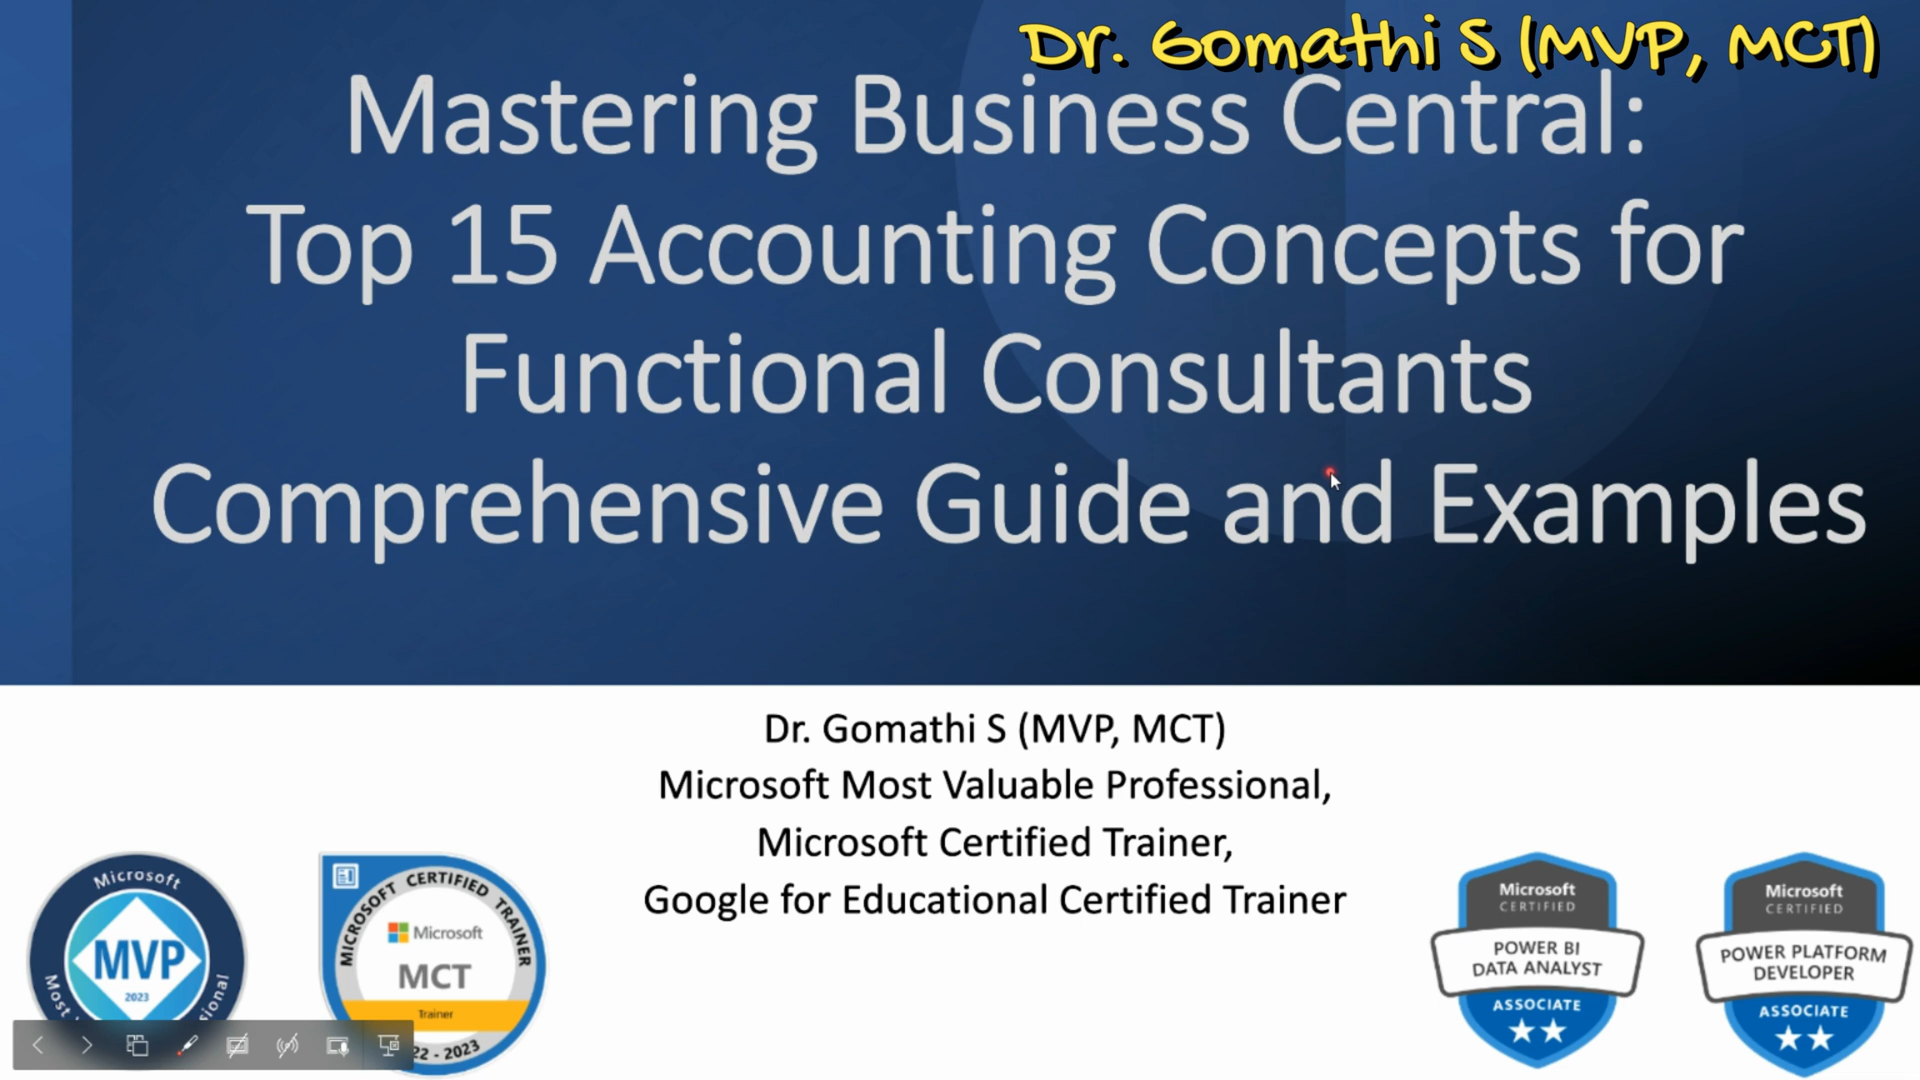 Dr. Gomathi S (MVP, MCT)
Mastering Business Central:
Top 15 Accounting Concepts for
Functional Consultants
Comprehensive Guide and Examples
Dr. Gomathi S (MVP, MCT)
Microsoft Most Valuable Professional,
Microsoft Certified Trainer,
Google for Educational Certified Trainer
Microsoft
MVP
2023
Most
MICROSOFT CERTIFIED TRAINER
Microsoft
MCT
Trainer
22 - 2023
Microsoft
CERTIFIED
POWER BI
DATA ANALYST
ASSOCIATE
Microsoft
CERTIFIED
POWER PLATFORM
DEVELOPER
ASSOCIATE